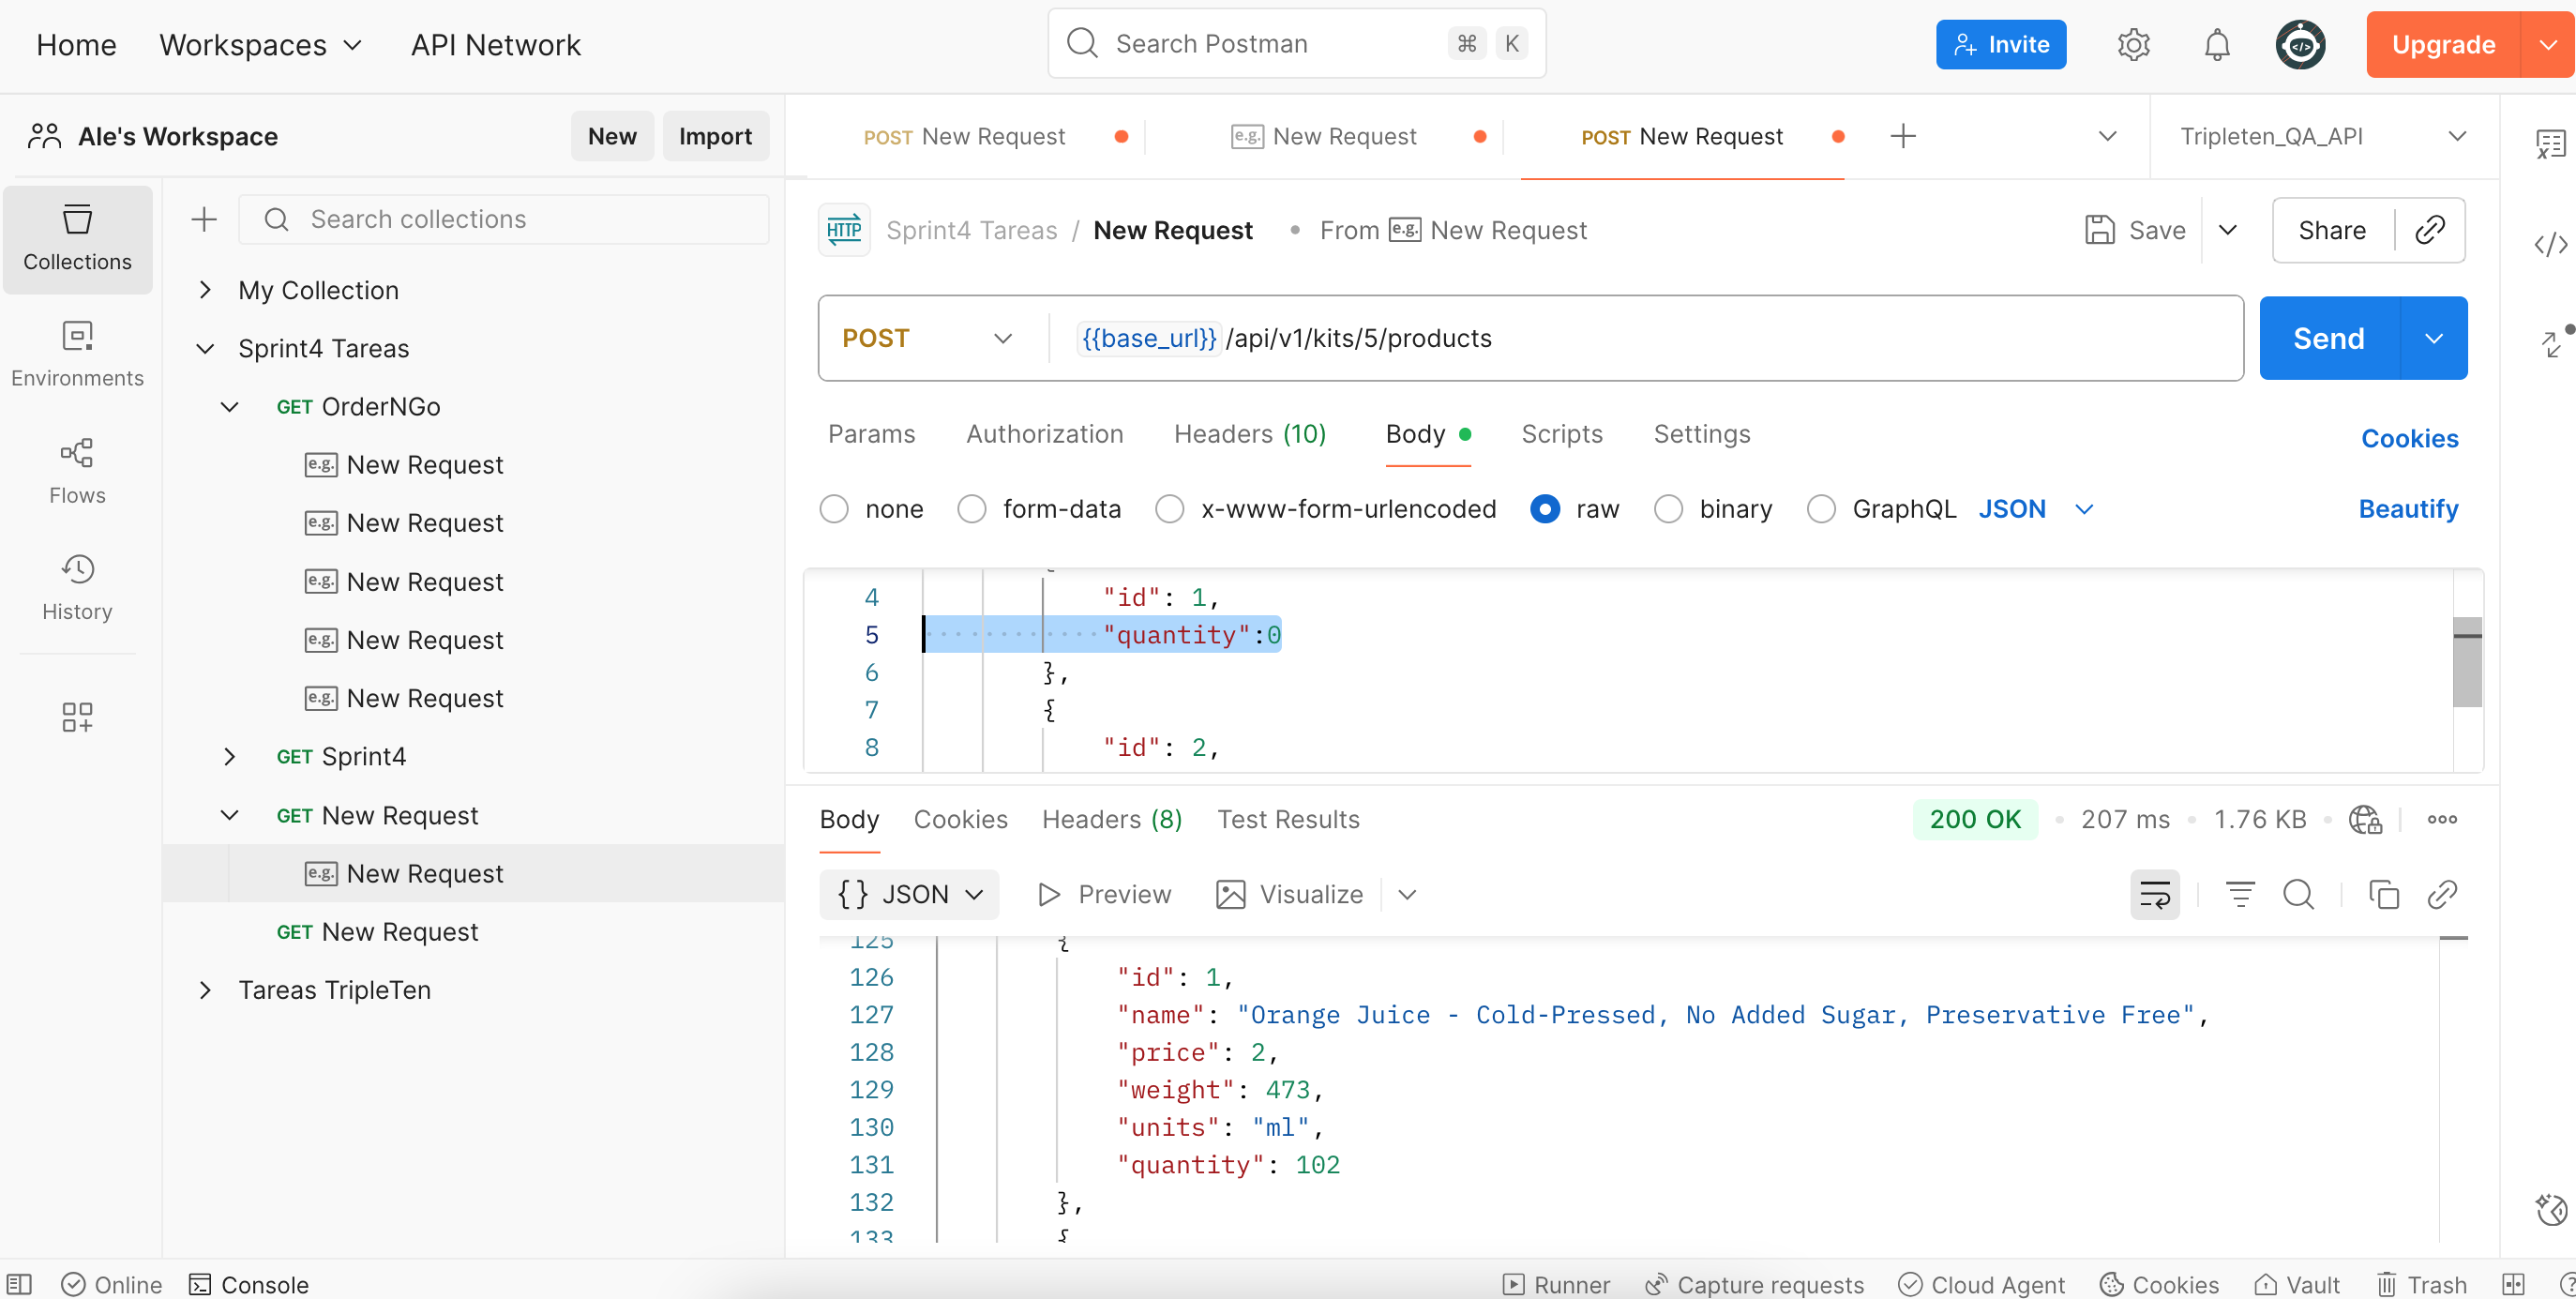 Home Workspaces API Network Search Postman ⌘ K Invite Upgrade
Ale's Workspace New Import
POST New Request e.g. New Request POST New Request Tripleten_QA_API
Collections
Environments
Flows
History
Search collections
My Collection
Sprint4 Tareas
GET OrderNGo
e.g. New Request
e.g. New Request
e.g. New Request
e.g. New Request
e.g. New Request
GET Sprint4
GET New Request
e.g. New Request
GET New Request
Tareas TripleTen
HTTP Sprint4 Tareas / New Request • From e.g. New Request Save Share
POST {{base_url}}/api/v1/kits/5/products Send
Params Authorization Headers (10) Body Scripts Settings Cookies
none form-data x-www-form-urlencoded raw binary GraphQL JSON Beautify
4 "id": 1,
5 "quantity":0
6 },
7 {
8 "id": 2,
Body Cookies Headers (8) Test Results 200 OK • 207 ms • 1.76 KB •
{} JSON Preview Visualize
125 {
126 "id": 1,
127 "name": "Orange Juice - Cold-Pressed, No Added Sugar, Preservative Free",
128 "price": 2,
129 "weight": 473,
130 "units": "ml",
131 "quantity": 102
132 },
133 {
Online Console Runner Capture requests Cloud Agent Cookies Vault Trash